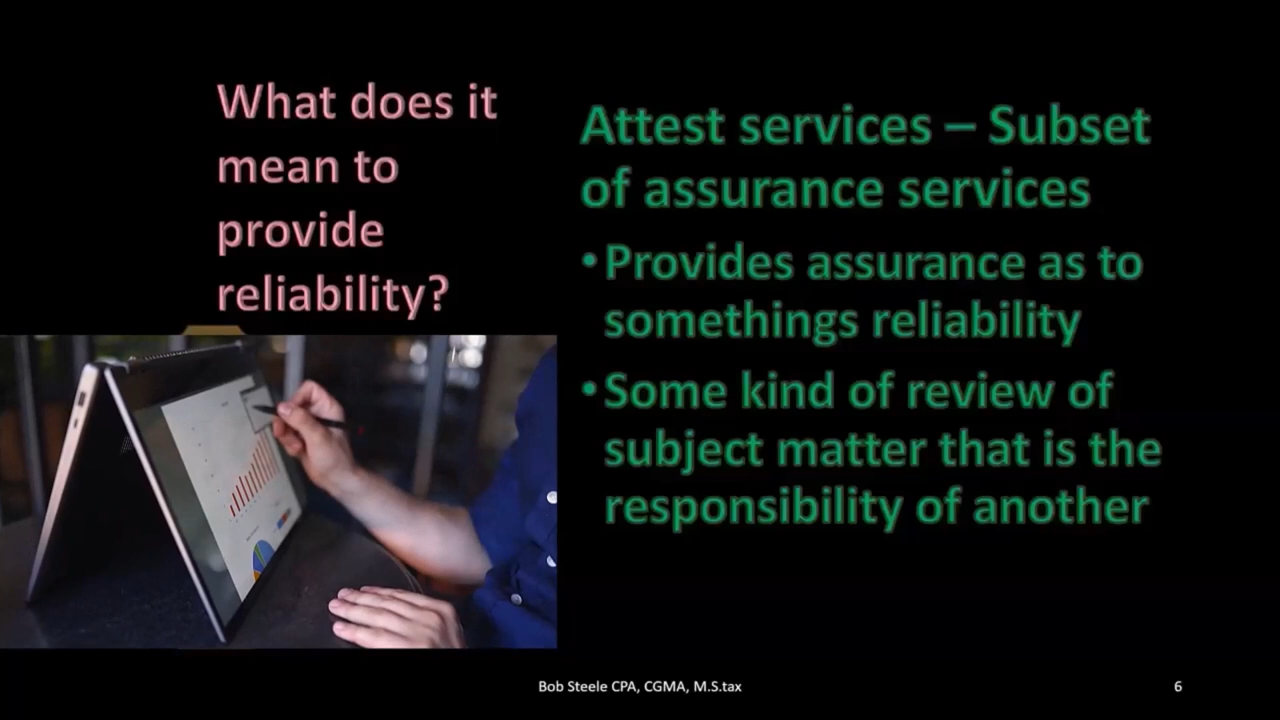 What does it
mean to
provide
reliability?
Attest services – Subset
of assurance services
•Provides assurance as to
somethings reliability
•Some kind of review of
subject matter that is the
responsibility of another
Bob Steele CPA, CGMA, M.S.tax
6